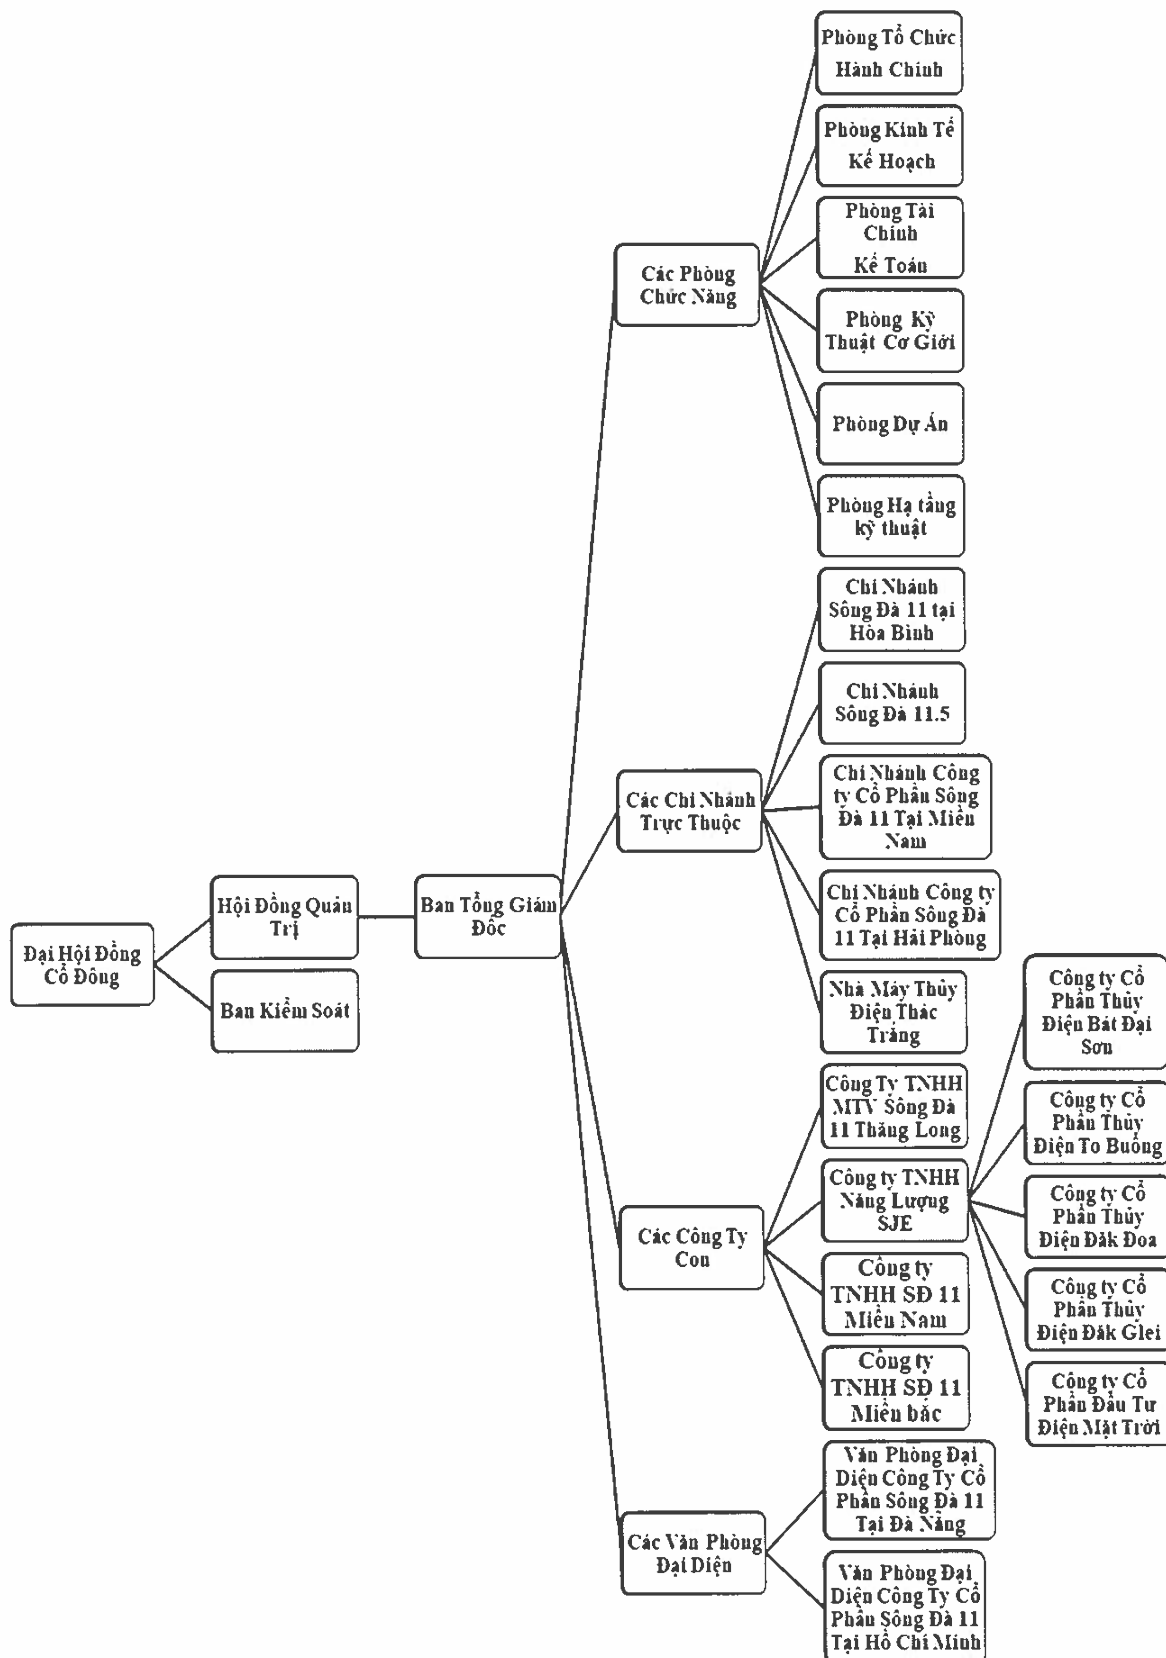 Đại Hội Đồng
Cổ Đông
Hội Đồng Quản
Trị
Ban Kiểm Soát
Ban Tổng Giám
Đốc
Các Phòng
Chức Năng
Phòng Tổ Chức
Hành Chính
Phòng Kinh Tế
Kế Hoạch
Phòng Tài
Chính
Kế Toán
Phòng Kỹ
Thuật Cơ Giới
Phòng Dự Án
Phòng Hạ tầng
kỹ thuật
Các Chi Nhánh
Trực Thuộc
Chi Nhánh
Sông Đà 11 tại
Hòa Bình
Chi Nhánh
Sông Đà 11.5
Chi Nhánh Công
ty Cổ Phần Sông
Đà 11 Tại Miền
Nam
Chi Nhánh Công ty
Cổ Phần Sông Đà
11 Tại Hải Phòng
Nhà Máy Thủy
Điện Thác
Trắng
Các Công Ty
Con
Công Ty TNHH
MTV Sông Đà
11 Thăng Long
Công ty TNHH
Năng Lượng
SJE
Công ty
TNHH SĐ 11
Miền Nam
Công ty
TNHH SĐ 11
Miền bắc
Công ty Cổ
Phần Thủy
Điện Bát Đại
Sơn
Công ty Cổ
Phần Thủy
Điện To Buông
Công ty Cổ
Phần Thủy
Điện Đăk Đoa
Công ty Cổ
Phần Thủy
Điện Đăk Glei
Công ty Cổ
Phần Đầu Tư
Điện Mặt Trời
Các Văn Phòng
Đại Diện
Văn Phòng Đại
Diện Công Ty Cổ
Phần Sông Đà 11
Tại Đà Nẵng
Văn Phòng Đại
Diện Công Ty Cổ
Phần Sông Đà 11
Tại Hồ Chí Minh